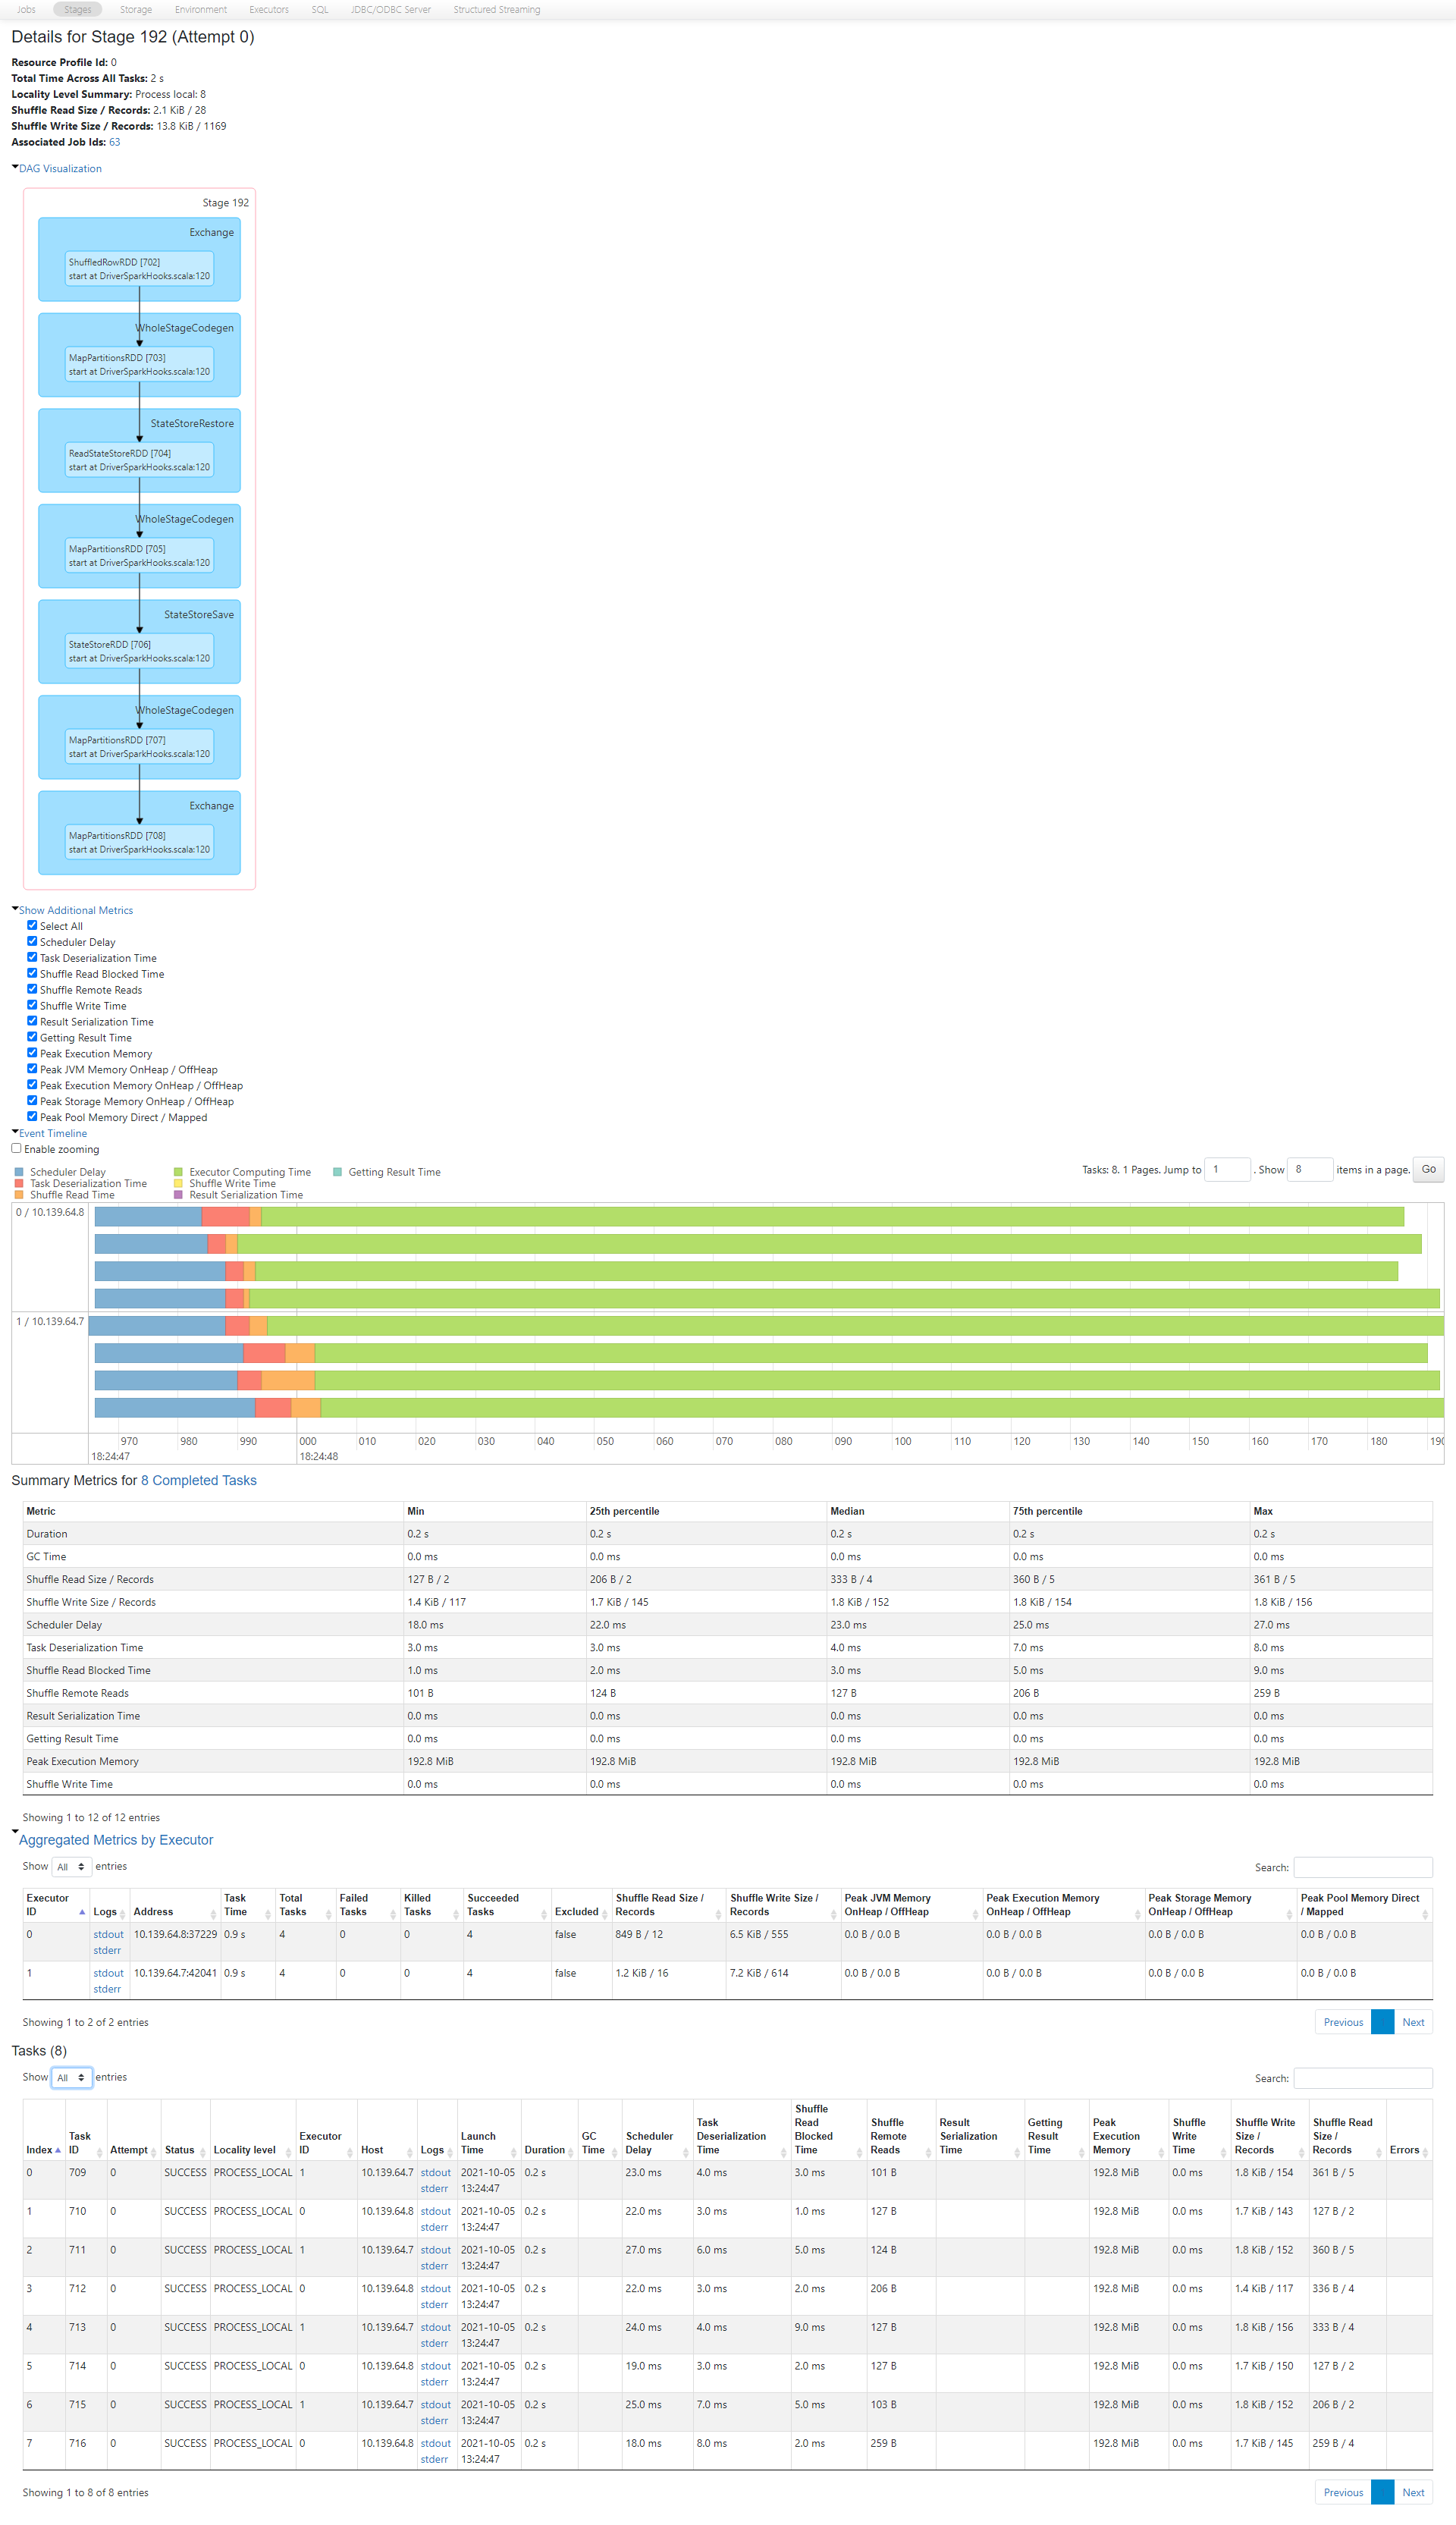 Jobs Stages Storage Environment Executors SQL JDBC/ODBC Server Structured Streaming
Details for Stage 192 (Attempt 0)
Resource Profile Id: 0
Total Time Across All Tasks: 2 s
Locality Level Summary: Process local: 8
Shuffle Read Size / Records: 2.1 KiB / 28
Shuffle Write Size / Records: 13.8 KiB / 1169
Associated Job Ids: 63
DAG Visualization
Stage 192
Exchange
ShuffledRowRDD [702]
start at DriverSparkHooks.scala:120
WholeStageCodegen
MapPartitionsRDD [703]
start at DriverSparkHooks.scala:120
StateStoreRestore
ReadStateStoreRDD [704]
start at DriverSparkHooks.scala:120
WholeStageCodegen
MapPartitionsRDD [705]
start at DriverSparkHooks.scala:120
StateStoreSave
StateStoreRDD [706]
start at DriverSparkHooks.scala:120
WholeStageCodegen
MapPartitionsRDD [707]
start at DriverSparkHooks.scala:120
Exchange
MapPartitionsRDD [708]
start at DriverSparkHooks.scala:120
Show Additional Metrics
Select All
Scheduler Delay
Task Deserialization Time
Shuffle Read Blocked Time
Shuffle Remote Reads
Shuffle Write Time
Result Serialization Time
Getting Result Time
Peak Execution Memory
Peak JVM Memory OnHeap / OffHeap
Peak Execution Memory OnHeap / OffHeap
Peak Storage Memory OnHeap / OffHeap
Peak Pool Memory Direct / Mapped
Event Timeline
Enable zooming
Scheduler Delay Executor Computing Time Getting Result Time
Task Deserialization Time Shuffle Write Time
Shuffle Read Time Result Serialization Time
Tasks: 8. 1 Pages. Jump to 1 . Show 8 items in a page. Go
0 / 10.139.64.8
1 / 10.139.64.7
970 980 990 000 010 020 030 040 050 060 070 080 090 100 110 120 130 140 150 160 170 180 190
18:24:47 18:24:48
Summary Metrics for 8 Completed Tasks
Metric Min 25th percentile Median 75th percentile Max
Duration 0.2 s 0.2 s 0.2 s 0.2 s 0.2 s
GC Time 0.0 ms 0.0 ms 0.0 ms 0.0 ms 0.0 ms
Shuffle Read Size / Records 127 B / 2 206 B / 2 333 B / 4 360 B / 5 361 B / 5
Shuffle Write Size / Records 1.4 KiB / 117 1.7 KiB / 145 1.8 KiB / 152 1.8 KiB / 154 1.8 KiB / 156
Scheduler Delay 18.0 ms 22.0 ms 23.0 ms 25.0 ms 27.0 ms
Task Deserialization Time 3.0 ms 3.0 ms 4.0 ms 7.0 ms 8.0 ms
Shuffle Read Blocked Time 1.0 ms 2.0 ms 3.0 ms 5.0 ms 9.0 ms
Shuffle Remote Reads 101 B 124 B 127 B 206 B 259 B
Result Serialization Time 0.0 ms 0.0 ms 0.0 ms 0.0 ms 0.0 ms
Getting Result Time 0.0 ms 0.0 ms 0.0 ms 0.0 ms 0.0 ms
Peak Execution Memory 192.8 MiB 192.8 MiB 192.8 MiB 192.8 MiB 192.8 MiB
Shuffle Write Time 0.0 ms 0.0 ms 0.0 ms 0.0 ms 0.0 ms
Showing 1 to 12 of 12 entries
Aggregated Metrics by Executor
Show All entries Search:
Executor ID Logs Address Task Time Total Tasks Failed Tasks Killed Tasks Succeeded Tasks Excluded Shuffle Read Size / Records Shuffle Write Size / Records Peak JVM Memory OnHeap / OffHeap Peak Execution Memory OnHeap / OffHeap Peak Storage Memory OnHeap / OffHeap Peak Pool Memory Direct / Mapped
0 stdout 10.139.64.8:37229 0.9 s 4 0 0 4 false 849 B / 12 6.5 KiB / 555 0.0 B / 0.0 B 0.0 B / 0.0 B 0.0 B / 0.0 B 0.0 B / 0.0 B
stderr
1 stdout 10.139.64.7:42041 0.9 s 4 0 0 4 false 1.2 KiB / 16 7.2 KiB / 614 0.0 B / 0.0 B 0.0 B / 0.0 B 0.0 B / 0.0 B 0.0 B / 0.0 B
stderr
Showing 1 to 2 of 2 entries Previous Next
Tasks (8)
Show All entries Search:
Index Task ID Attempt Status Locality level Executor ID Host Logs Launch Time Duration GC Time Scheduler Delay Task Deserialization Time Shuffle Read Blocked Time Shuffle Remote Reads Result Serialization Time Getting Result Time Peak Execution Memory Shuffle Write Time Shuffle Write Size / Records Shuffle Read Size / Records Errors
0 709 0 SUCCESS PROCESS_LOCAL 1 10.139.64.7 stdout 2021-10-05 0.2 s 23.0 ms 4.0 ms 3.0 ms 101 B 192.8 MiB 0.0 ms 1.8 KiB / 154 361 B / 5
stderr 13:24:47
1 710 0 SUCCESS PROCESS_LOCAL 0 10.139.64.8 stdout 2021-10-05 0.2 s 22.0 ms 3.0 ms 1.0 ms 127 B 192.8 MiB 0.0 ms 1.7 KiB / 143 127 B / 2
stderr 13:24:47
2 711 0 SUCCESS PROCESS_LOCAL 1 10.139.64.7 stdout 2021-10-05 0.2 s 27.0 ms 6.0 ms 5.0 ms 124 B 192.8 MiB 0.0 ms 1.8 KiB / 152 360 B / 5
stderr 13:24:47
3 712 0 SUCCESS PROCESS_LOCAL 0 10.139.64.8 stdout 2021-10-05 0.2 s 22.0 ms 3.0 ms 2.0 ms 206 B 192.8 MiB 0.0 ms 1.4 KiB / 117 336 B / 4
stderr 13:24:47
4 713 0 SUCCESS PROCESS_LOCAL 1 10.139.64.7 stdout 2021-10-05 0.2 s 24.0 ms 4.0 ms 9.0 ms 127 B 192.8 MiB 0.0 ms 1.8 KiB / 156 333 B / 4
stderr 13:24:47
5 714 0 SUCCESS PROCESS_LOCAL 0 10.139.64.8 stdout 2021-10-05 0.2 s 19.0 ms 3.0 ms 2.0 ms 127 B 192.8 MiB 0.0 ms 1.7 KiB / 150 127 B / 2
stderr 13:24:47
6 715 0 SUCCESS PROCESS_LOCAL 1 10.139.64.7 stdout 2021-10-05 0.2 s 25.0 ms 7.0 ms 5.0 ms 103 B 192.8 MiB 0.0 ms 1.8 KiB / 152 206 B / 2
stderr 13:24:47
7 716 0 SUCCESS PROCESS_LOCAL 0 10.139.64.8 stdout 2021-10-05 0.2 s 18.0 ms 8.0 ms 2.0 ms 259 B 192.8 MiB 0.0 ms 1.7 KiB / 145 259 B / 4
stderr 13:24:47
Showing 1 to 8 of 8 entries Previous Next